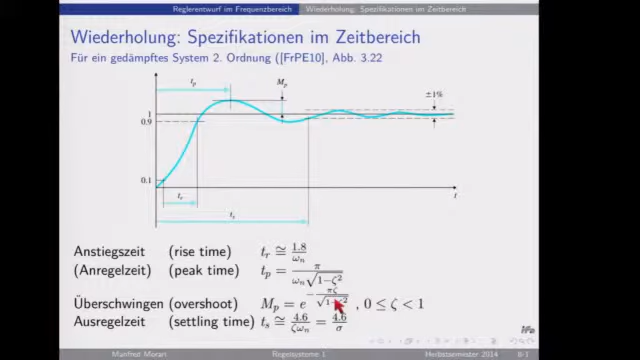 Reglerentwurf im Frequenzbereich Wiederholung: Spezifikationen im Zeitbereich
Wiederholung: Spezifikationen im Zeitbereich
Für ein gedämpftes System 2. Ordnung ([FrPE10], Abb. 3.22
t_p
M_p
±1%
1
0.9
0.1
t_r
t
t_s
Anstiegszeit (rise time) t_r ≅ 1.8/ω_n
(Anregelzeit) (peak time) t_p = π/(ω_n√(1−ζ²))
Überschwingen (overshoot) M_p = e^(−πζ/√(1−ζ²)) , 0 ≤ ζ < 1
Ausregelzeit (settling time) t_s ≅ 4.6/(ζω_n) = 4.6/σ
Manfred Morari Regelsysteme 1 Herbstsemester 2014 8-1